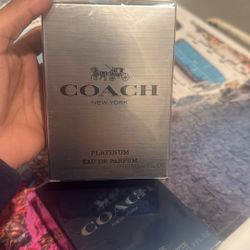 COACH
NEW YORK
PLATINUM
EAU DE PARFUM
COACH